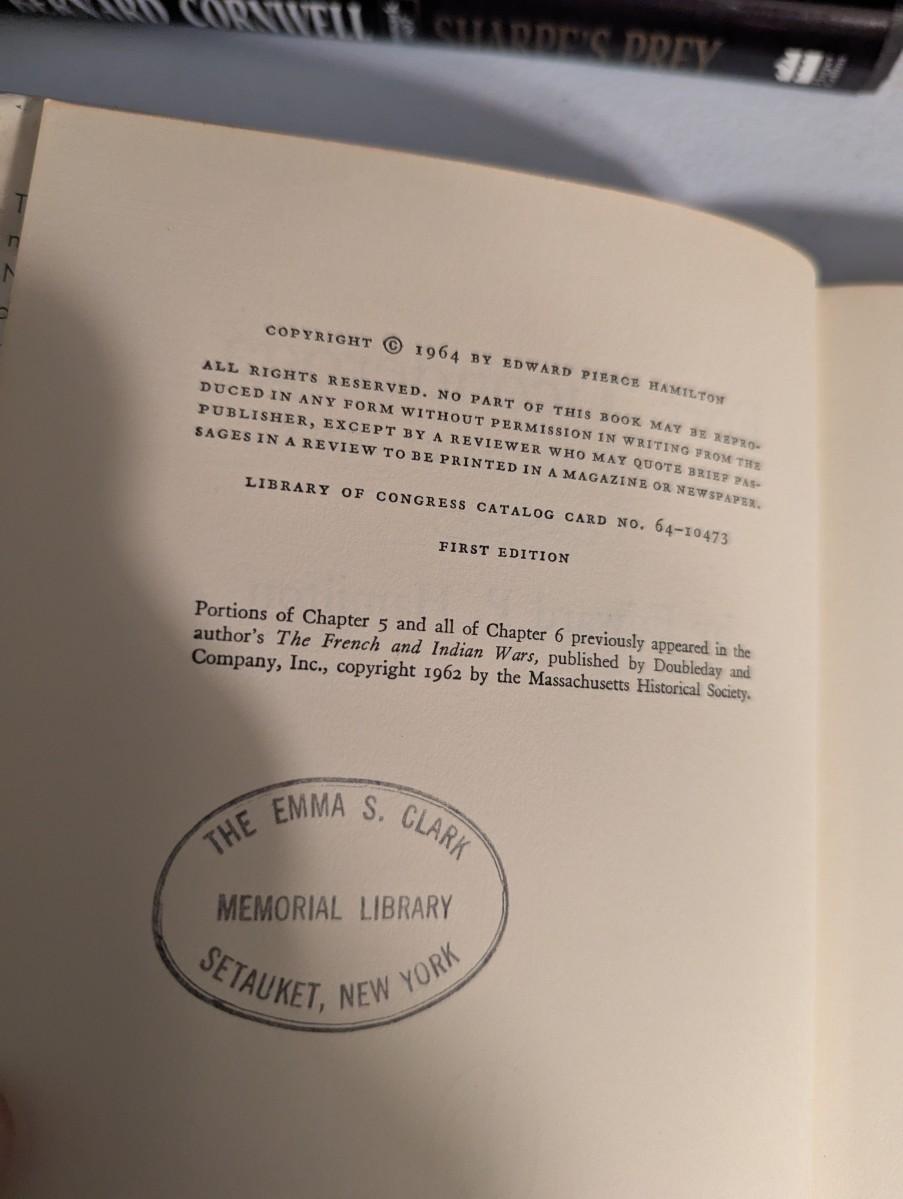 BERNARD CORNWELL SHARPE'S PREY
COPYRIGHT © 1964 BY EDWARD PIERCE HAMILTON
ALL RIGHTS RESERVED. NO PART OF THIS BOOK MAY BE REPRO-
DUCED IN ANY FORM WITHOUT PERMISSION IN WRITING FROM THE
PUBLISHER, EXCEPT BY A REVIEWER WHO MAY QUOTE BRIEF PAS-
SAGES IN A REVIEW TO BE PRINTED IN A MAGAZINE OR NEWSPAPER.
LIBRARY OF CONGRESS CATALOG CARD NO. 64-10473
FIRST EDITION
Portions of Chapter 5 and all of Chapter 6 previously appeared in the
author's The French and Indian Wars, published by Doubleday and
Company, Inc., copyright 1962 by the Massachusetts Historical Society.
THE EMMA S. CLARK
MEMORIAL LIBRARY
SETAUKET, NEW YORK